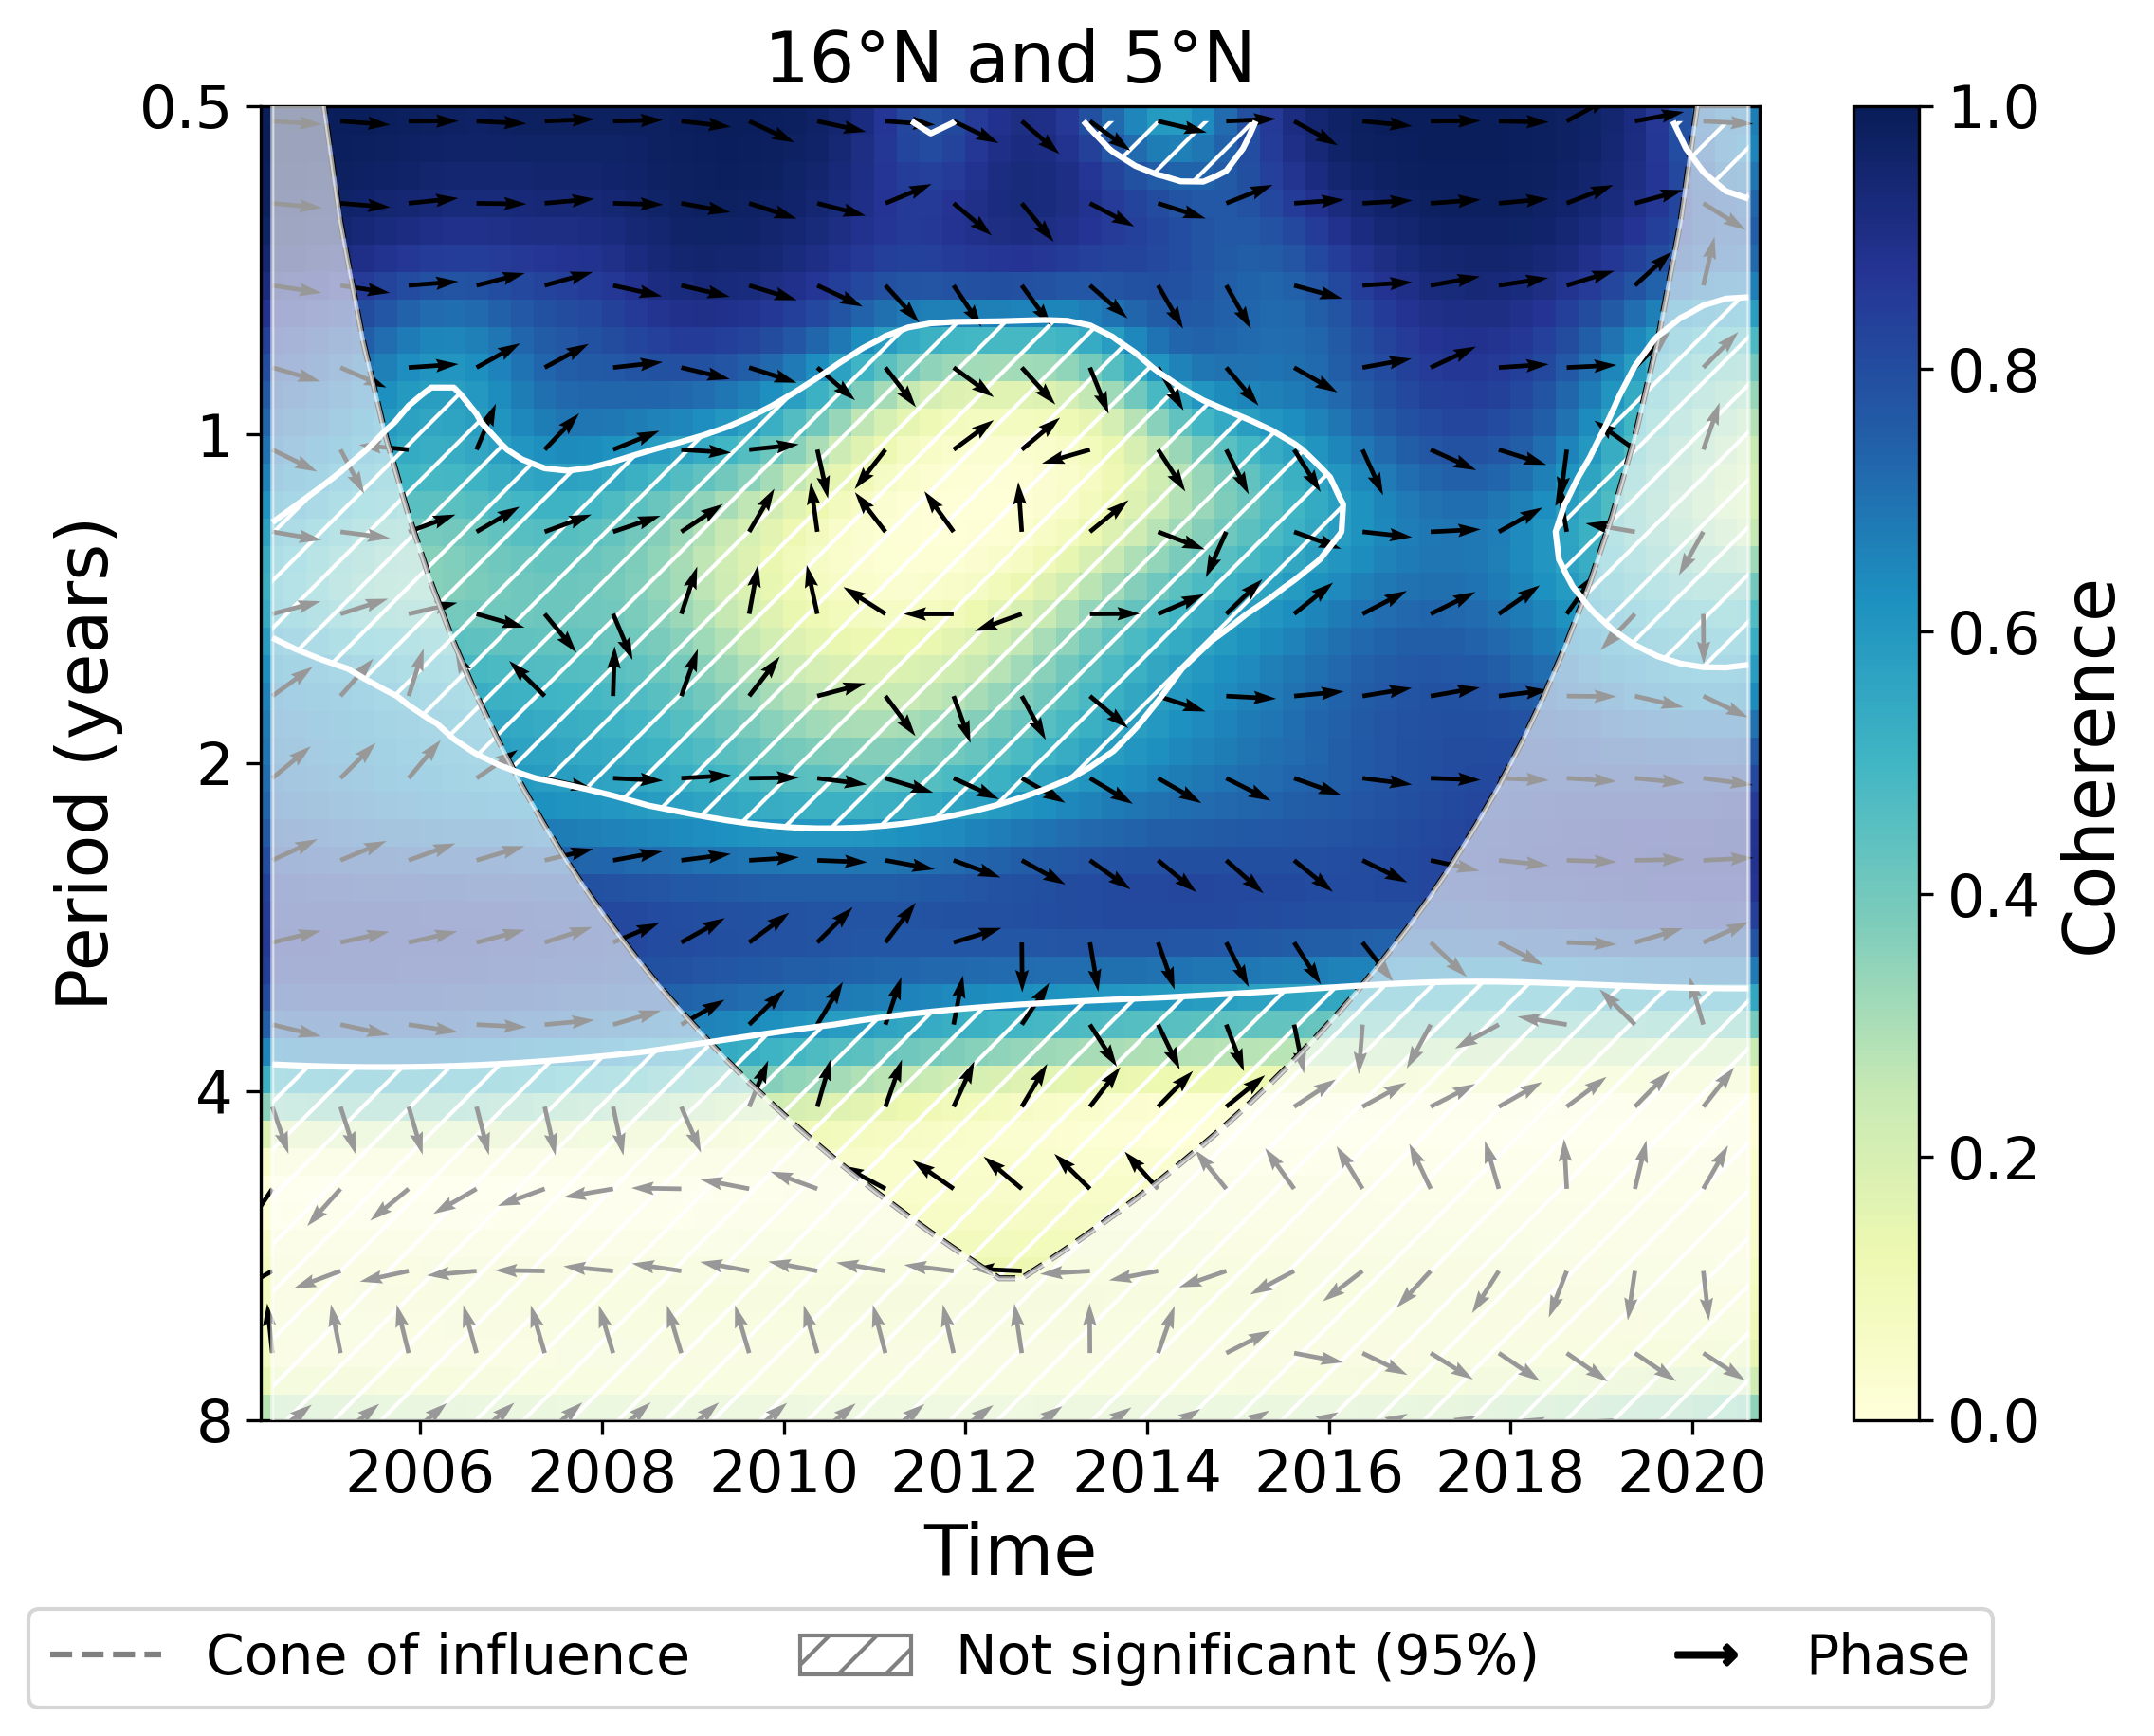 16°N and 5°N
0.5
1
2
4
8
Period (years)
2006 2008 2010 2012 2014 2016 2018 2020
Time
1.0
0.8
0.6
0.4
0.2
0.0
Coherence
Cone of influence Not significant (95%) Phase